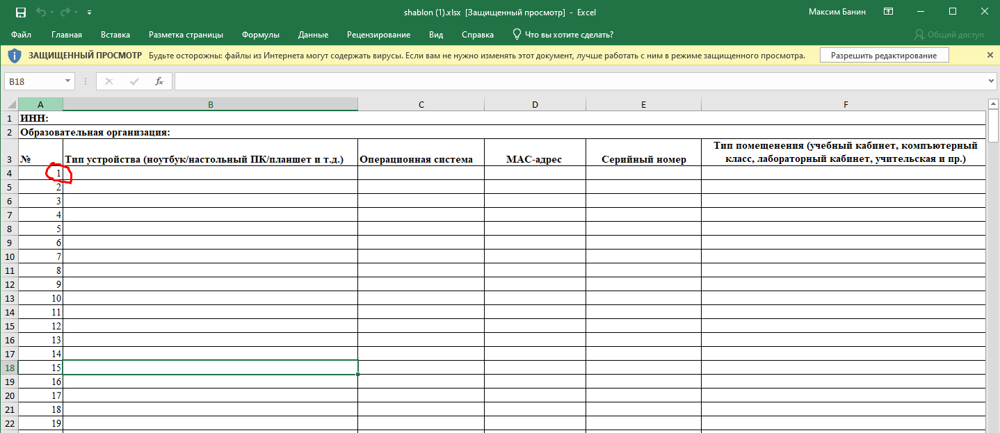 shablon (1).xlsx [Защищенный просмотр] - Excel
Максим Банин
Файл Главная Вставка Разметка страницы Формулы Данные Рецензирование Вид Справка Что вы хотите сделать? Общий доступ
ЗАЩИЩЕННЫЙ ПРОСМОТР Будьте осторожны: файлы из Интернета могут содержать вирусы. Если вам не нужно изменять этот документ, лучше работать с ним в режиме защищенного просмотра. Разрешить редактирование
B18 fx
A B C D E F
1 ИНН:
2 Образовательная организация:
3 № Тип устройства (ноутбук/настольный ПК/планшет и т.д.) Операционная система MAC-адрес Серийный номер Тип помещенения (учебный кабинет, компъютерный
класс, лабораторный кабинет, учительская и пр.)
4 1
5 2
6 3
7 4
8 5
9 6
10 7
11 8
12 9
13 10
14 11
15 12
16 13
17 14
18 15
19 16
20 17
21 18
22 19